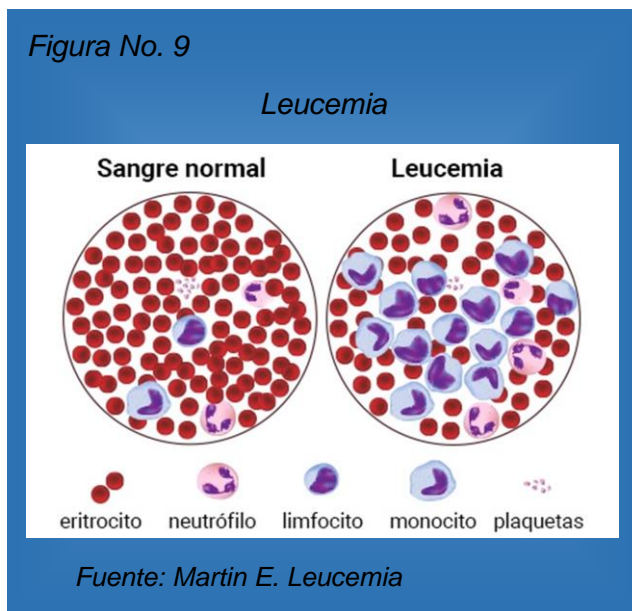 Figura No. 9
Leucemia
Sangre normal
Leucemia
eritrocito
neutrófilo
limfocito
monocito
plaquetas
Fuente: Martin E. Leucemia